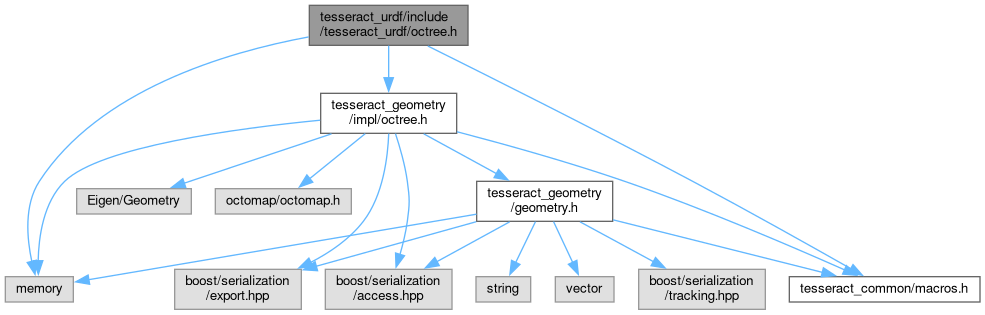 tesseract_urdf/include
/tesseract_urdf/octree.h
tesseract_geometry
/impl/octree.h
Eigen/Geometry
octomap/octomap.h
tesseract_geometry
/geometry.h
memory
boost/serialization
/export.hpp
boost/serialization
/access.hpp
string
vector
boost/serialization
/tracking.hpp
tesseract_common/macros.h